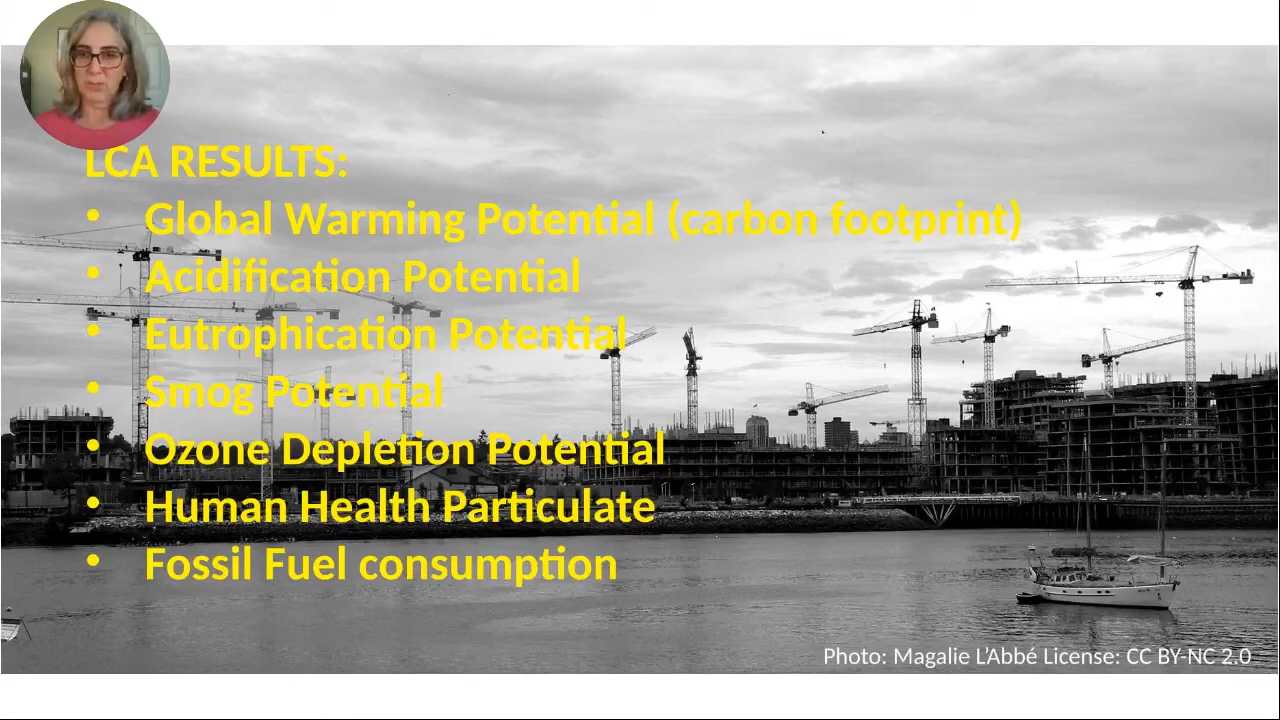 LCA RESULTS:
• Global Warming Potential (carbon footprint)
• Acidification Potential
• Eutrophication Potential
• Smog Potential
• Ozone Depletion Potential
• Human Health Particulate
• Fossil Fuel consumption
Photo: Magalie L'Abbé License: CC BY-NC 2.0